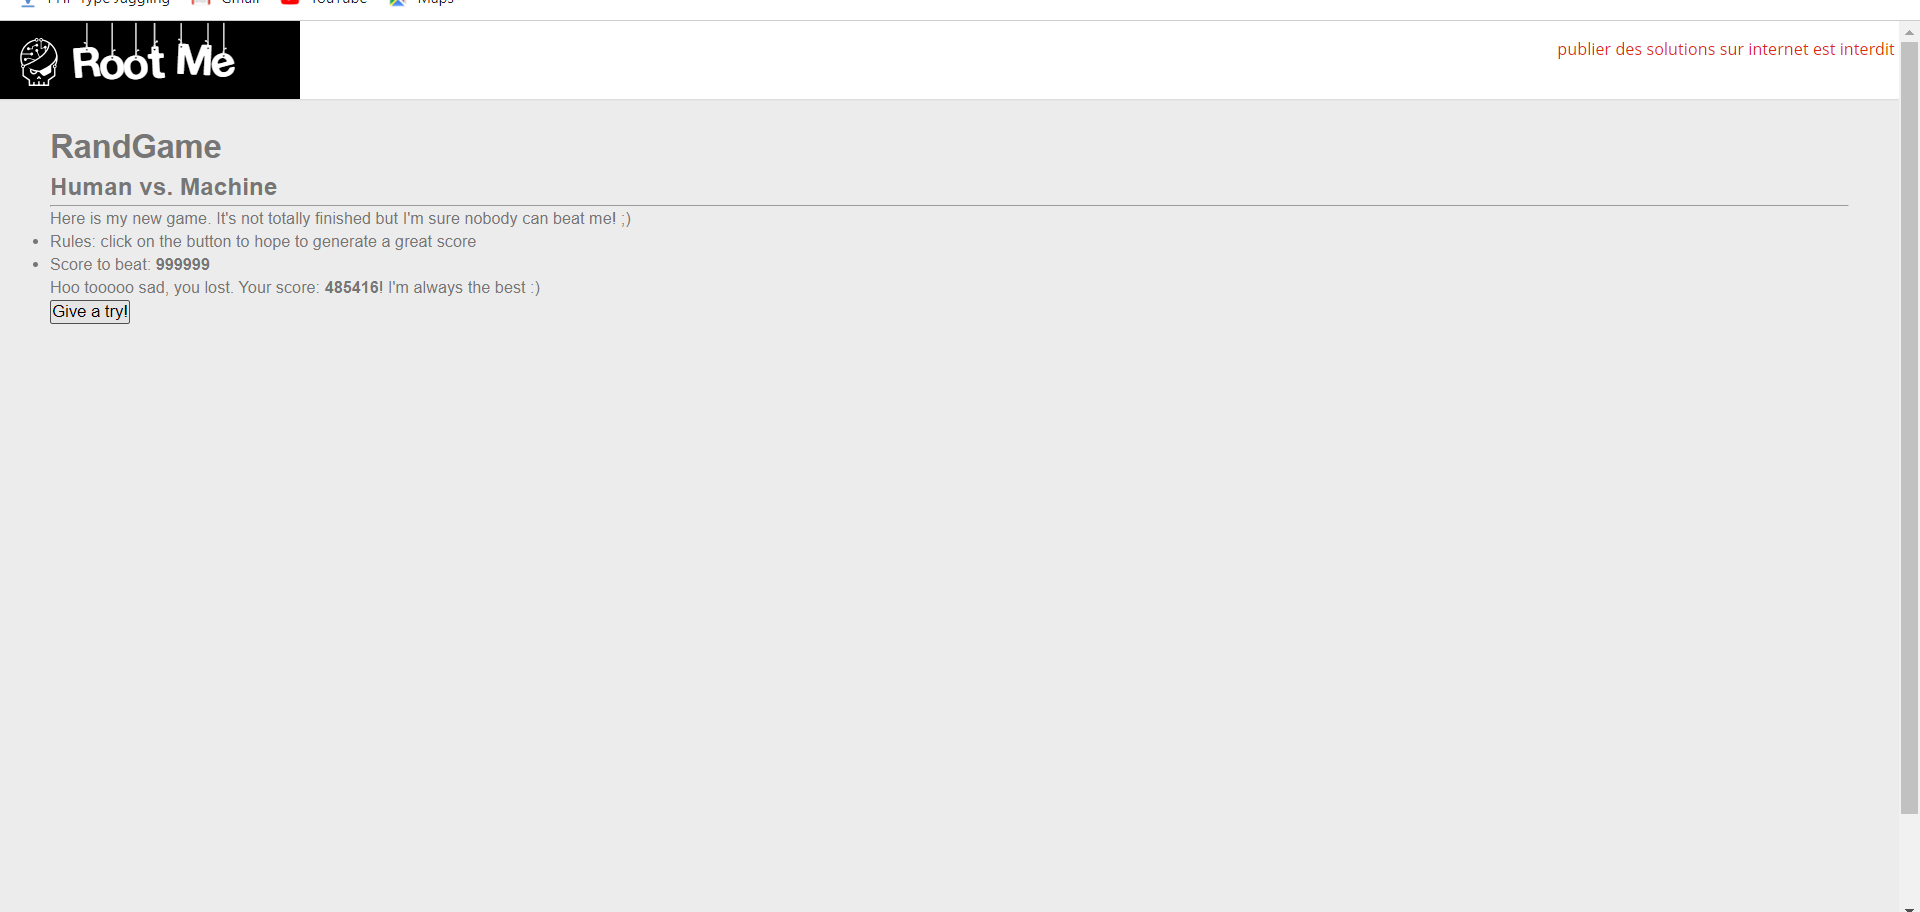 PHP Type Juggling Gmail YouTube Maps
Root Me
publier des solutions sur internet est interdit
RandGame
Human vs. Machine
Here is my new game. It's not totally finished but I'm sure nobody can beat me! ;)
• Rules: click on the button to hope to generate a great score
• Score to beat: 999999
Hoo tooooo sad, you lost. Your score: 485416! I'm always the best :)
Give a try!